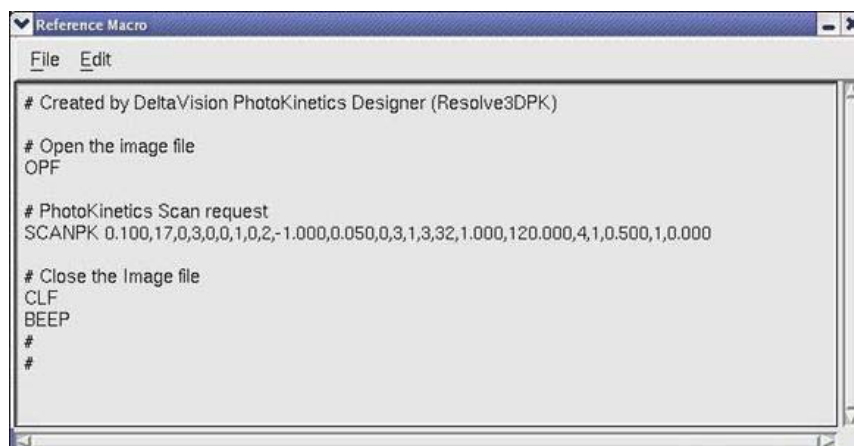 Reference Macro
File Edit
# Created by DeltaVision PhotoKinetics Designer (Resolve3DPK)
# Open the image file
OPF
# PhotoKinetics Scan request
SCANPK 0.100,17,0,3,0,0,1,0,2,-1.000,0.050,0,3,1,3,32,1.000,120.000,4,1,0.500,1,0.000
# Close the Image file
CLF
BEEP
#
#